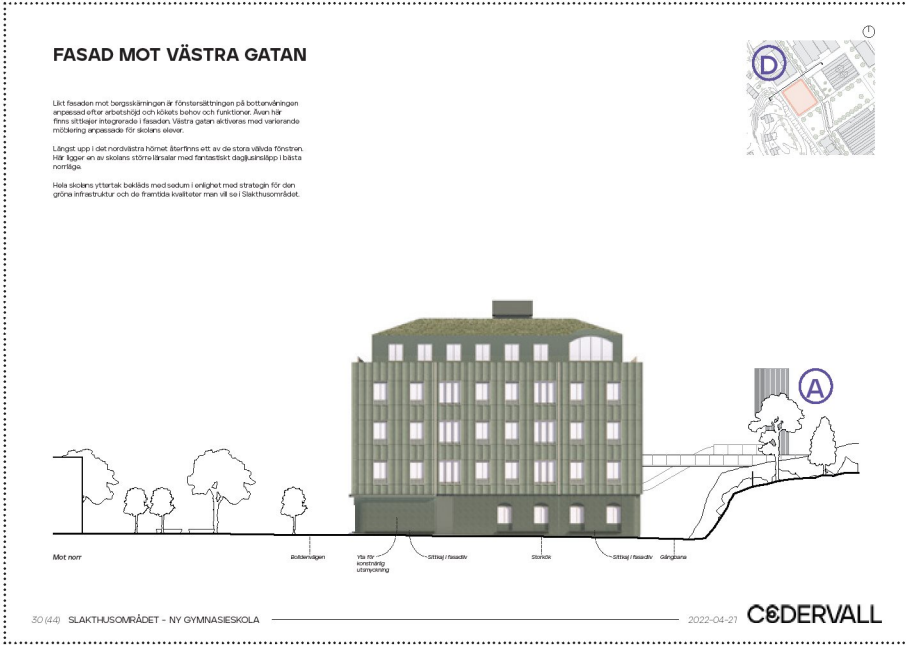 FASAD MOT VÄSTRA GATAN
Likt fasaden mot bergsskärningen är fönstersättningen på bottenvåningen
anpassad efter arbetshöjd och kökets behov och funktioner. Även här
finns sittkajer integrerade i fasaden. Västra gatan aktiveras med varierande
möblering anpassade för skolans elever.
Längst upp i det nordvästra hörnet återfinns ett av de stora välvda fönstren.
Här ligger en av skolans större lärsalar med fantastiskt dagljusinsläpp i bästa
norrläge.
Hela skolans yttertak bekläds med sedum i enlighet med strategin för den
gröna infrastruktur och de framtida kvaliteter man vill se i Slakthusområdet.
D
A
Mot norr
Boltdensvägen
Yta för
konstnärlig
utsmyckning
Sittkaj i fasadliv
Storkök
Sittkaj i fasadliv
Gångbana
30 (44) SLAKTHUSOMRÅDET - NY GYMNASIESKOLA
2022-04-21
CEDERVALL